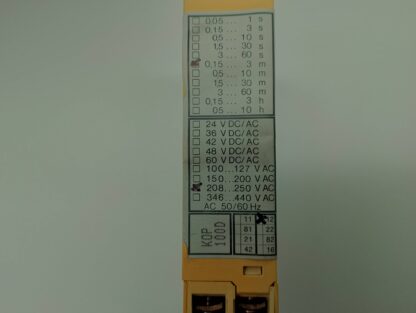 0,05... 1 s
0,15... 3 s
0,5... 10 s
1,5... 30 s
3 ... 60 s
0,15... 3 m
0,5... 10 m
1,5... 30 m
3 ... 60 m
0,15... 3 h
0,5... 10 h
24 V DC/AC
36 V DC/AC
42 V DC/AC
48 V DC/AC
60 V DC/AC
100...127 V AC
150...200 V AC
208...250 V AC
346...440 V AC
AC 50/60 Hz
KOP
100D
11 12
81 22
21 82
42 16